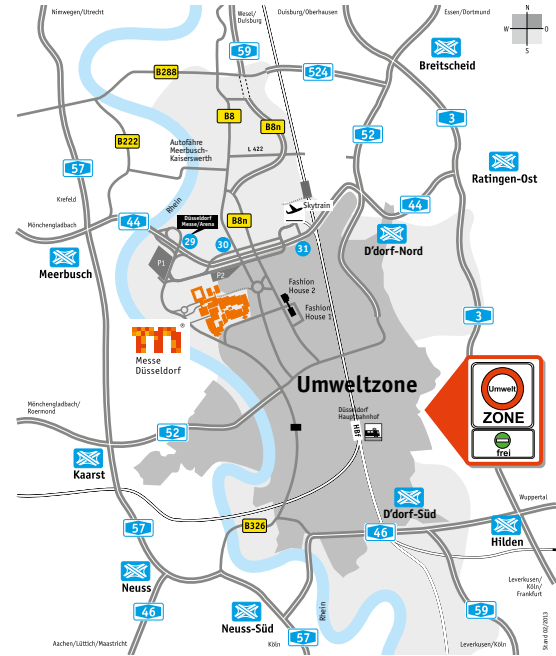 Nimwegen/Utrecht
Wesel/
Duisburg
Duisburg/Oberhausen
Essen/Dortmund
N
W
O
S
59
Breitscheid
B288
524
3
B8
B8n
52
B222
Autofähre
Meerbusch-
Kaiserswerth
L 422
57
Ratingen-Ost
Krefeld
Rhein
Skytrain
44
Mönchengladbach
44
Düsseldorf
Messe/Arena
B8n
29
30
31
D'dorf-Nord
Meerbusch
P1
P2
Fashion
House 2
Fashion
House 1
3
®
Messe
Düsseldorf
Umweltzone
Umwelt
ZONE
frei
Mönchengladbach/
Roermond
Düsseldorf
Hauptbahnhof
HBf
52
Kaarst
D'dorf-Süd
Wuppertal
57
B326
46
Hilden
Neuss
Leverkusen/
Köln/
Frankfurt
46
Neuss-Süd
Rhein
59
57
Aachen/Lüttich/Maastricht
Köln
Leverkusen/Köln
Stand 02/2013